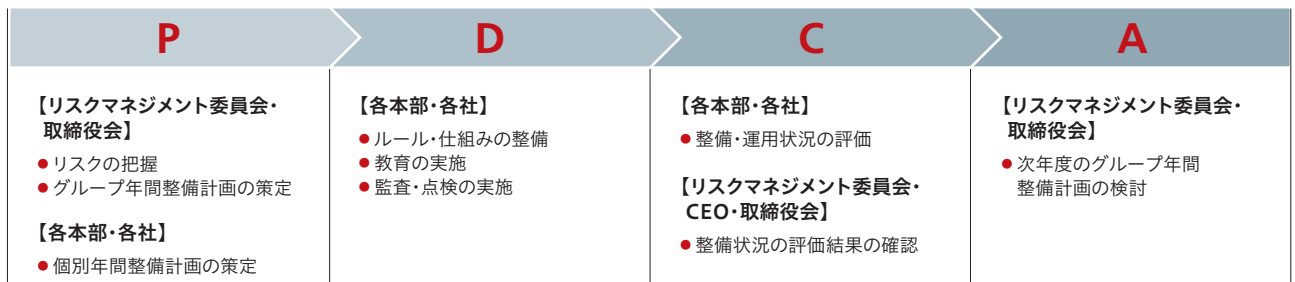 P
【リスクマネジメント委員会・
取締役会】
●リスクの把握
●グループ年間整備計画の策定
【各本部・各社】
●個別年間整備計画の策定
D
【各本部・各社】
●ルール・仕組みの整備
●教育の実施
●監査・点検の実施
C
【各本部・各社】
●整備・運用状況の評価
【リスクマネジメント委員会・
CEO・取締役会】
●整備状況の評価結果の確認
A
【リスクマネジメント委員会・
取締役会】
●次年度のグループ年間
整備計画の検討